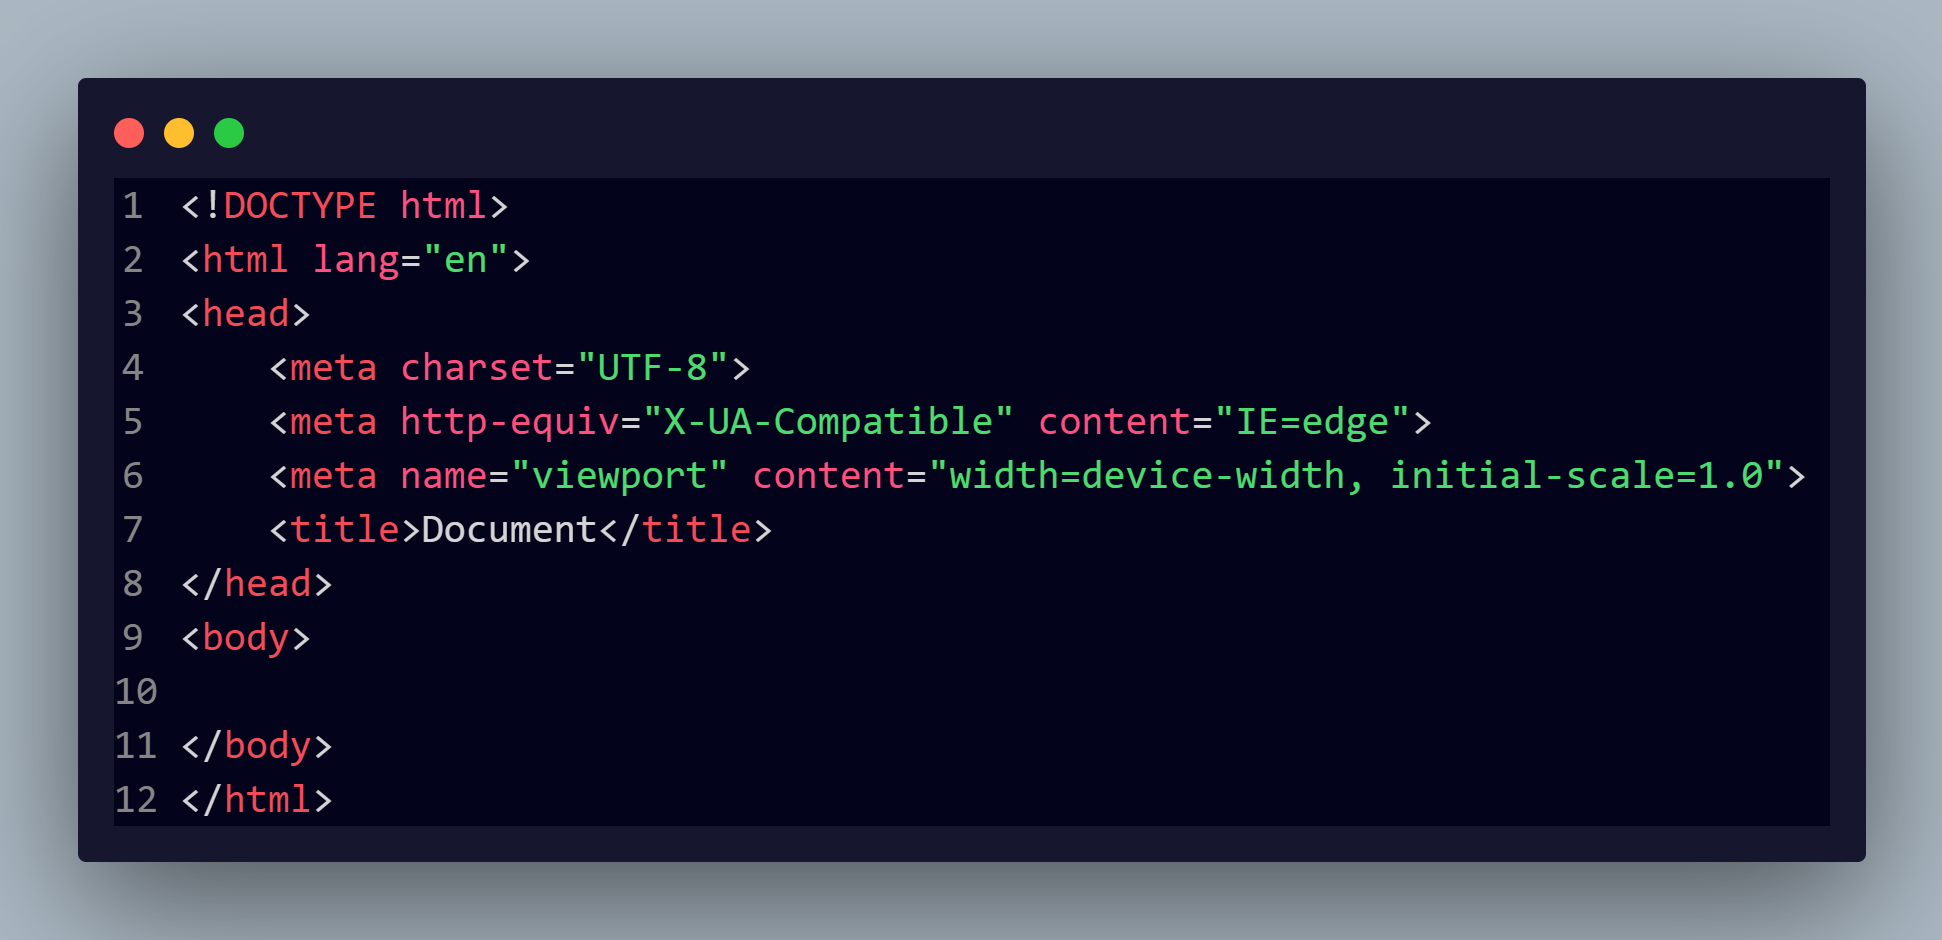 1 <!DOCTYPE html>
2 <html lang="en">
3 <head>
4     <meta charset="UTF-8">
5     <meta http-equiv="X-UA-Compatible" content="IE=edge">
6     <meta name="viewport" content="width=device-width, initial-scale=1.0">
7     <title>Document</title>
8 </head>
9 <body>
10
11 </body>
12 </html>